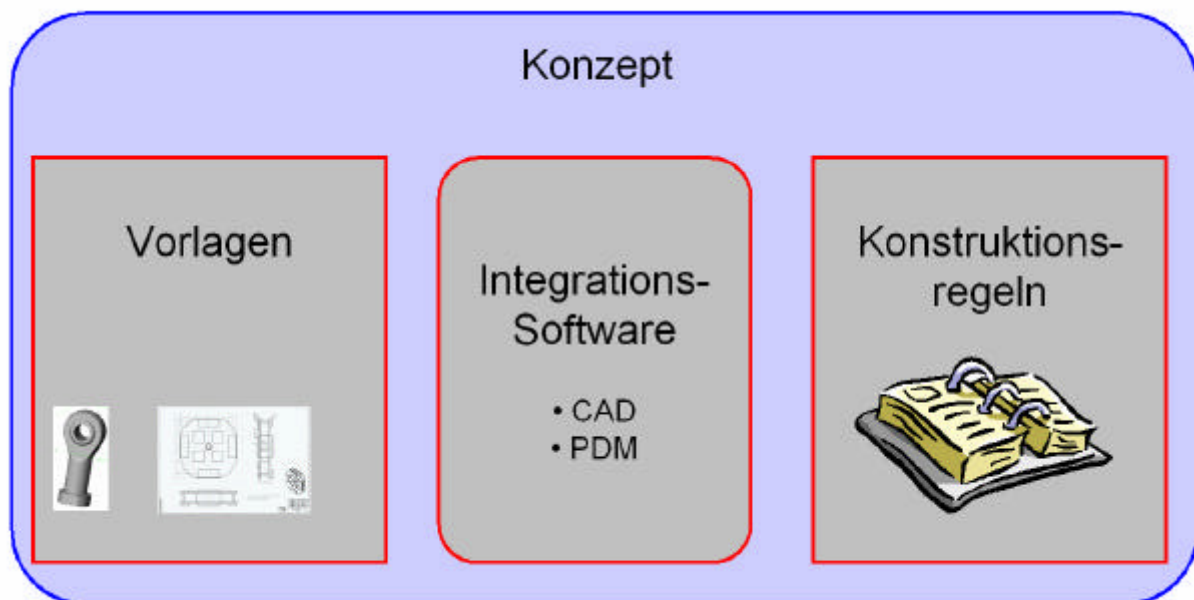 Konzept
Vorlagen
Integrations-
Software
• CAD
• PDM
Konstruktions-
regeln